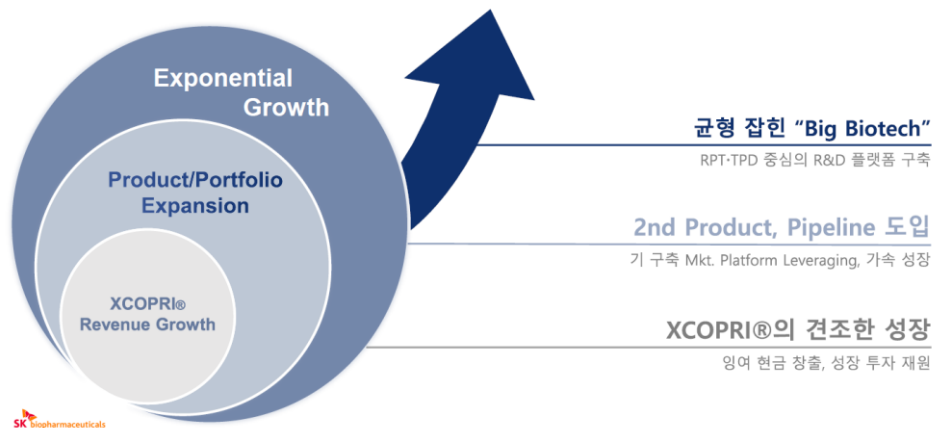 Exponential
Growth
Product/Portfolio
Expansion
XCOPRI®
Revenue Growth
균형 잡힌 “Big Biotech”
RPT·TPD 중심의 R&D 플랫폼 구축
2nd Product, Pipeline 도입
기 구축 Mkt. Platform Leveraging, 가속 성장
XCOPRI®의 견조한 성장
잉여 현금 창출, 성장 투자 재원
SK biopharmaceuticals